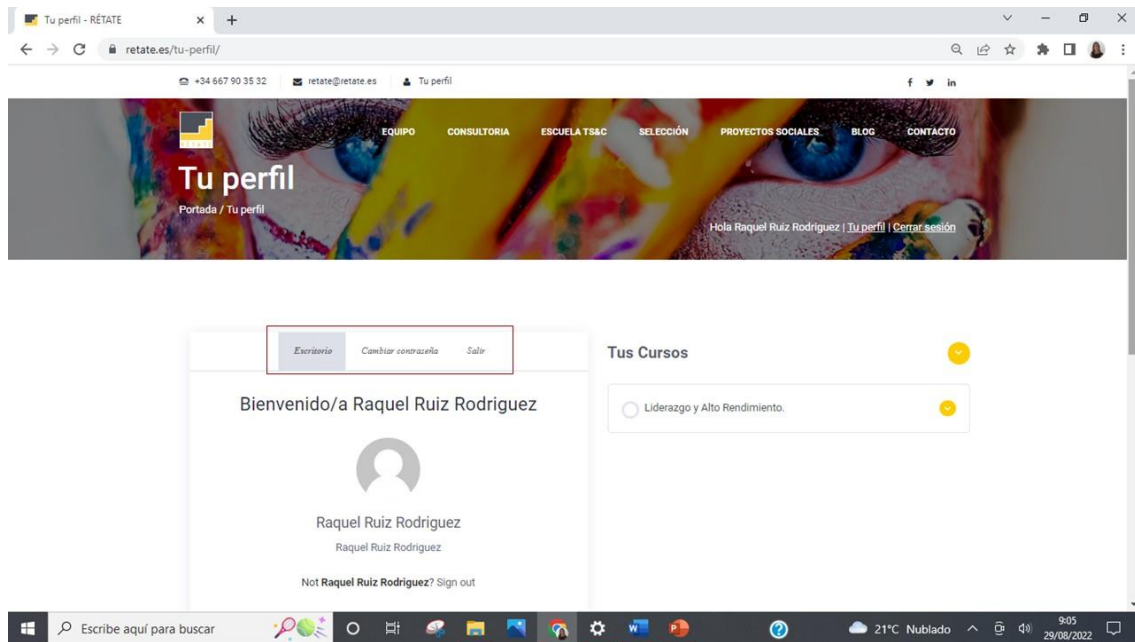 Tu perfil - RÉTATE
retate.es/tu-perfil/
+34 667 90 35 32 retate@retate.es Tu perfil
RÉTATE
EQUIPO CONSULTORIA ESCUELA TS&C SELECCIÓN PROYECTOS SOCIALES BLOG CONTACTO
Tu perfil
Portada / Tu perfil
Hola Raquel Ruiz Rodriguez | Tu perfil | Cerrar sesión
Escritorio Cambiar contraseña Salir
Bienvenido/a Raquel Ruiz Rodriguez
Raquel Ruiz Rodriguez
Raquel Ruiz Rodriguez
Not Raquel Ruiz Rodriguez? Sign out
Tus Cursos
Liderazgo y Alto Rendimiento.
Escribe aquí para buscar
21°C Nublado
9:05
29/08/2022